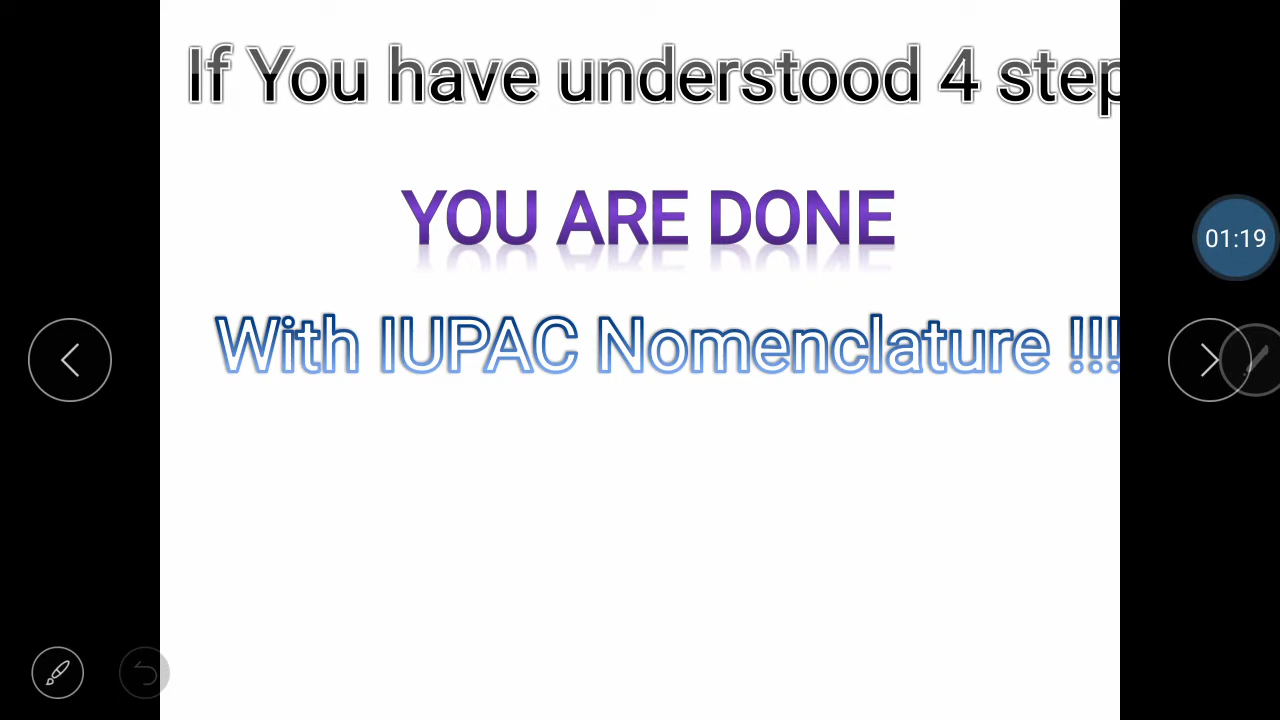 If You have understood 4 step
YOU ARE DONE
01:19
With IUPAC Nomenclature !!!